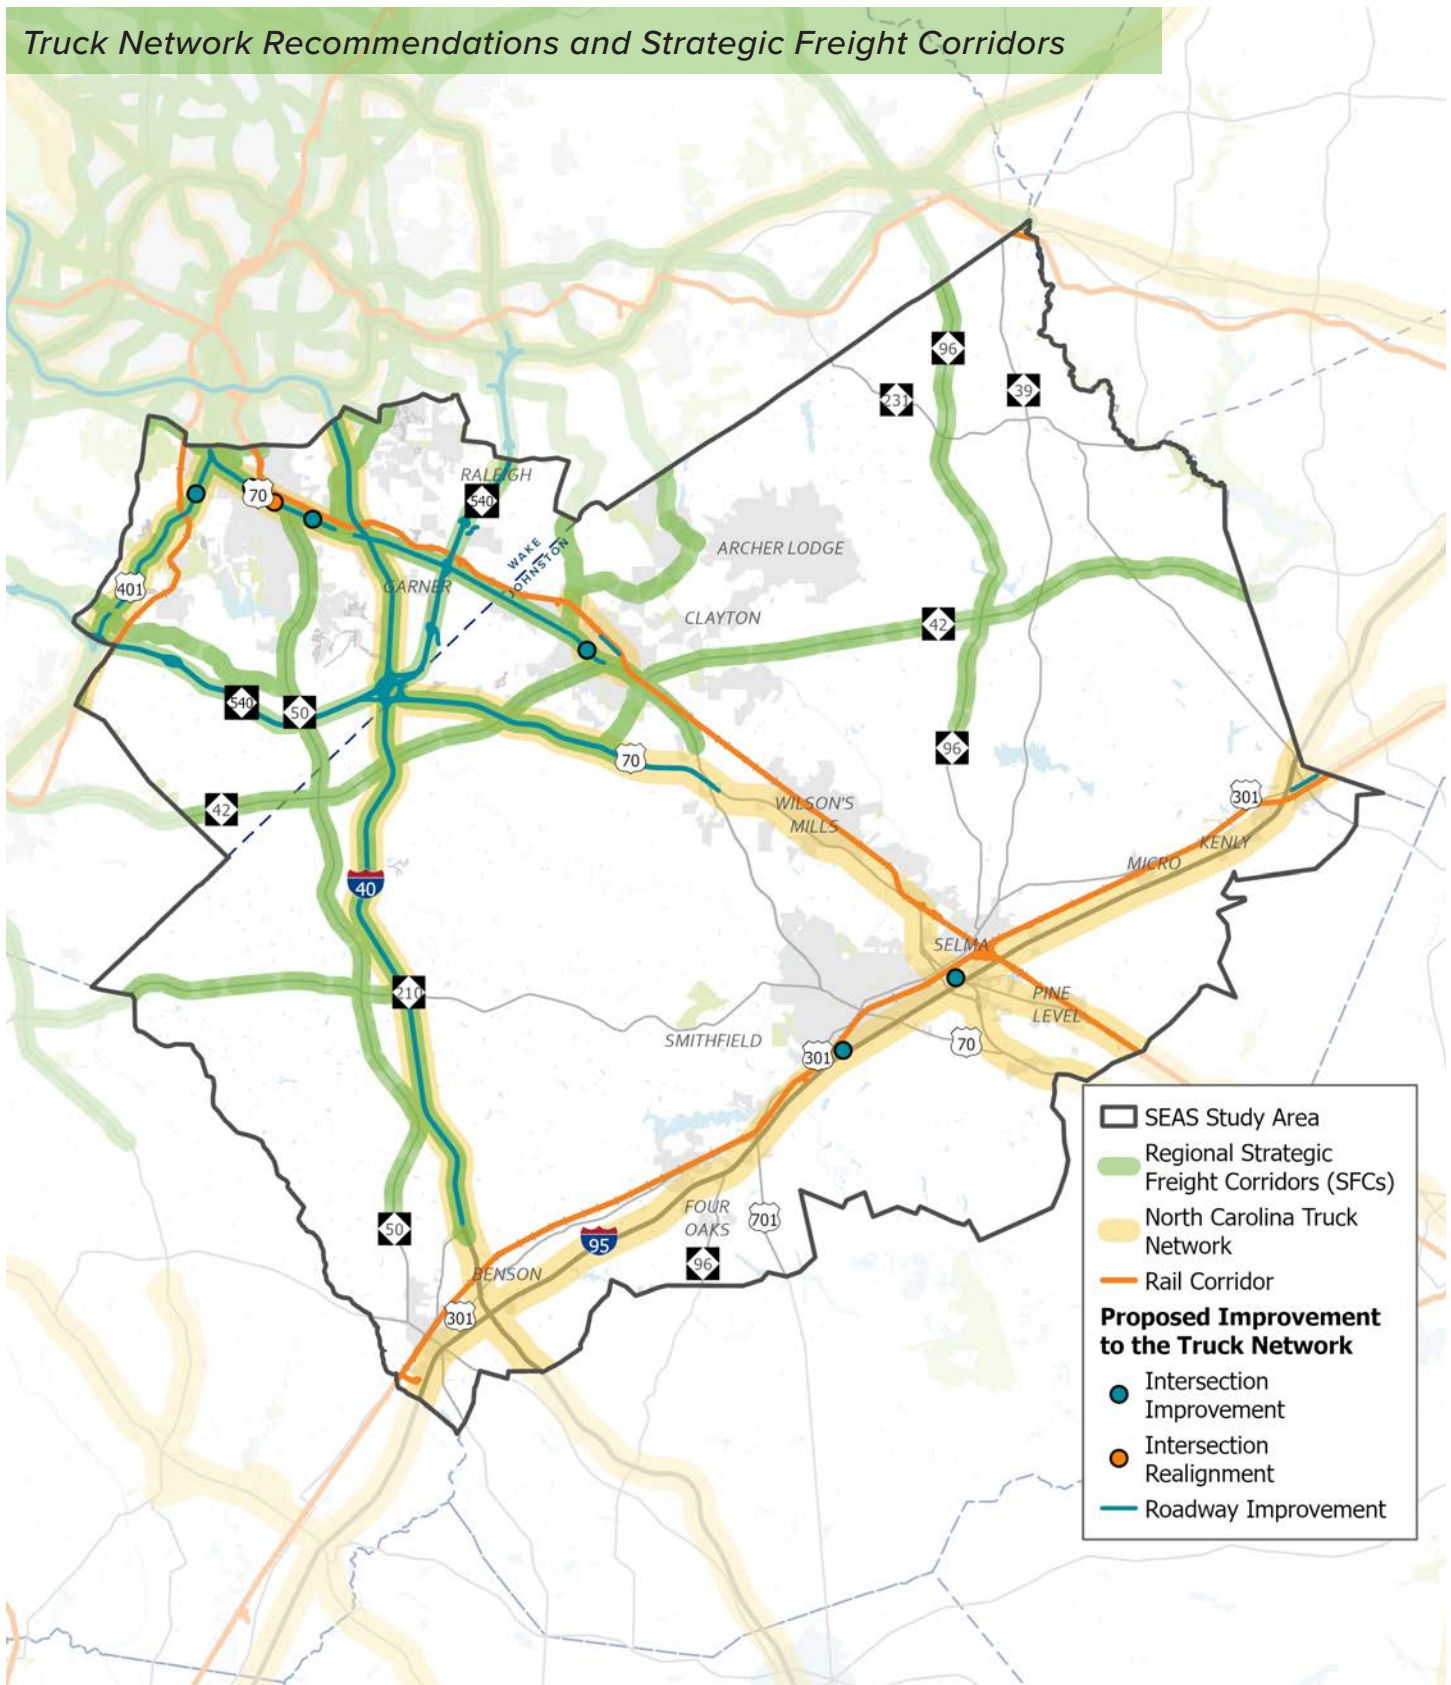 Truck Network Recommendations and Strategic Freight Corridors
96
231
39
RALEIGH
540
70
WAKE
JOHNSTON
ARCHER LODGE
401
GARNER
CLAYTON
42
540
50
96
70
301
WILSON'S
MILLS
42
KENLY
MICRO
40
SELMA
210
PINE
LEVEL
SMITHFIELD
70
301
FOUR
OAKS
701
50
95
96
BENSON
301
SEAS Study Area
Regional Strategic
Freight Corridors (SFCs)
North Carolina Truck
Network
Rail Corridor
Proposed Improvement
to the Truck Network
Intersection
Improvement
Intersection
Realignment
Roadway Improvement